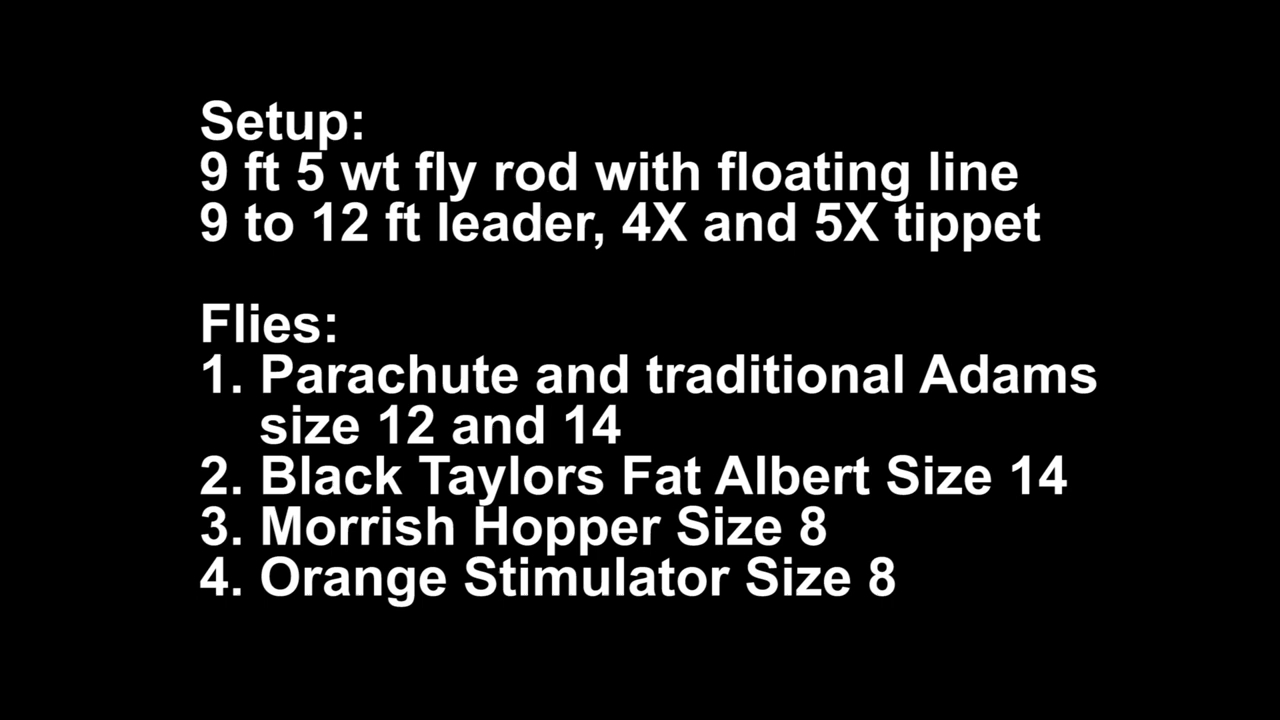 Setup:
9 ft 5 wt fly rod with floating line
9 to 12 ft leader, 4X and 5X tippet
Flies:
1. Parachute and traditional Adams
size 12 and 14
2. Black Taylors Fat Albert Size 14
3. Morrish Hopper Size 8
4. Orange Stimulator Size 8